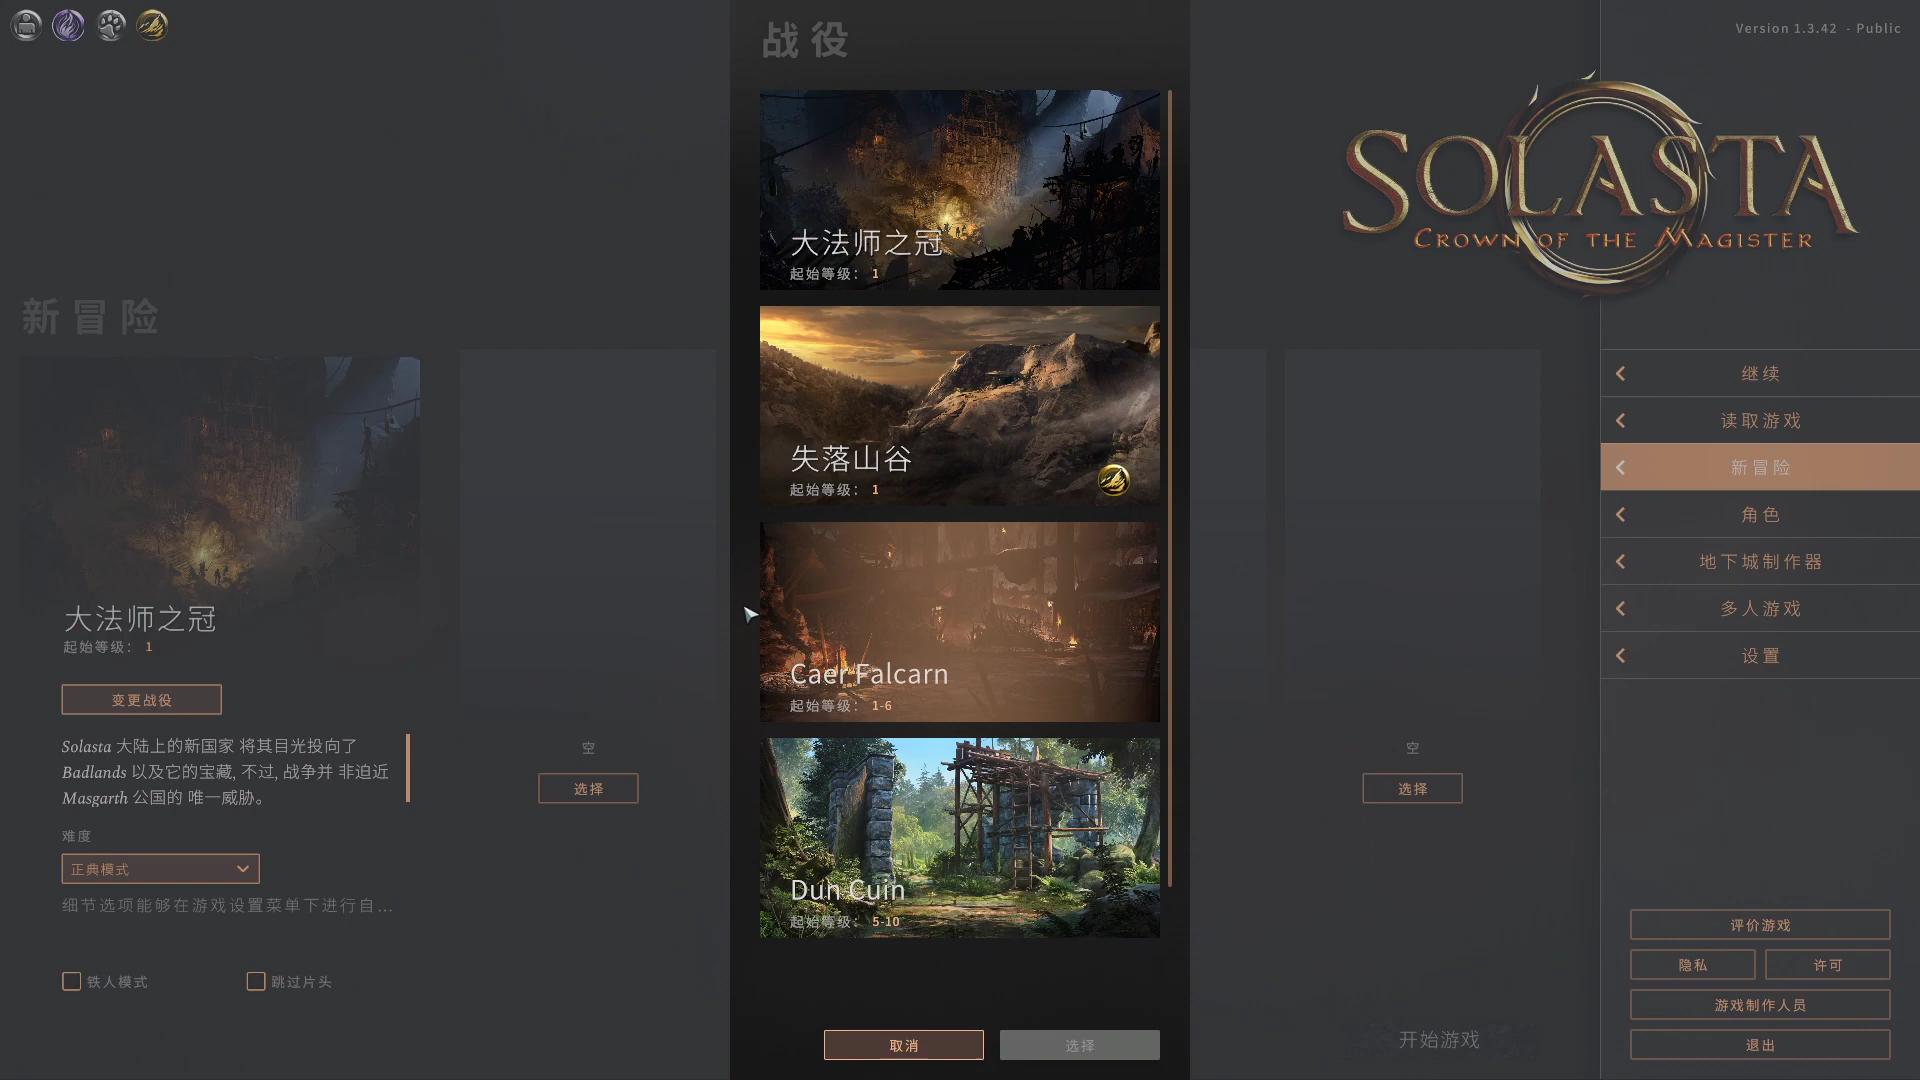 战役
Version 1.3.42 - Public
SOLASTA
CROWN OF THE MAGISTER
大法师之冠
起始等级： 1
失落山谷
起始等级： 1
Caer Falcarn
起始等级： 1-6
Dun Cuin
起始等级： 5-10
取消
选择
新冒险
大法师之冠
起始等级： 1
变更战役
Solasta 大陆上的新国家 将其目光投向了
Badlands 以及它的宝藏, 不过, 战争并 非迫近
Masgarth 公国的 唯一威胁。
难度
正典模式
细节选项能够在游戏设置菜单下进行自...
铁人模式
跳过片头
空
选择
空
选择
开始游戏
继续
读取游戏
新冒险
角色
地下城制作器
多人游戏
设置
评价游戏
隐私
许可
游戏制作人员
退出